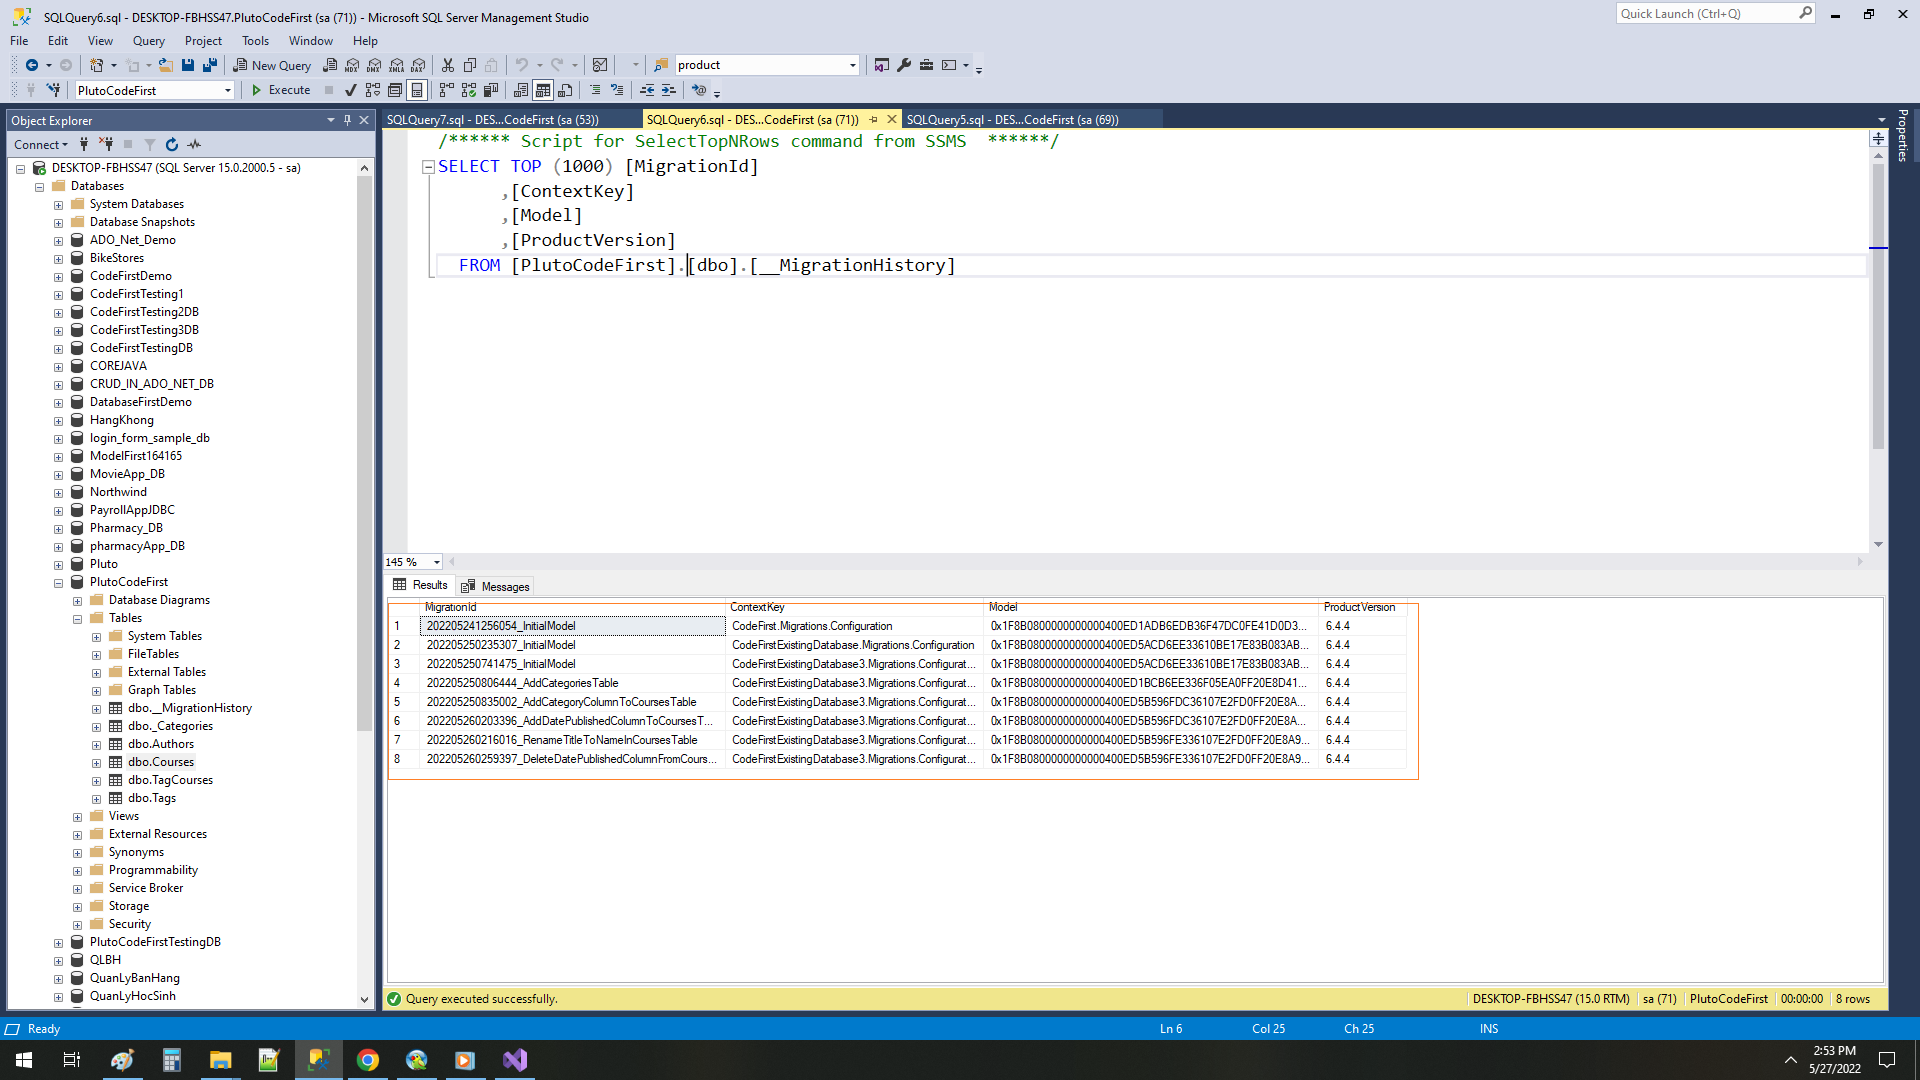 SQLQuery6.sql - DESKTOP-FBHSS47.PlutoCodeFirst (sa (71)) - Microsoft SQL Server Management Studio
Quick Launch (Ctrl+Q)
File Edit View Query Project Tools Window Help
New Query
MDX DMX XMLA DAX
product
PlutoCodeFirst
Execute
Object Explorer
Connect
DESKTOP-FBHSS47 (SQL Server 15.0.2000.5 - sa)
Databases
System Databases
Database Snapshots
ADO_Net_Demo
BikeStores
CodeFirstDemo
CodeFirstTesting1
CodeFirstTesting2DB
CodeFirstTesting3DB
CodeFirstTestingDB
COREJAVA
CRUD_IN_ADO_NET_DB
DatabaseFirstDemo
HangKhong
login_form_sample_db
ModelFirst164165
MovieApp_DB
Northwind
PayrollAppJDBC
Pharmacy_DB
pharmacyApp_DB
Pluto
PlutoCodeFirst
Database Diagrams
Tables
System Tables
FileTables
External Tables
Graph Tables
dbo.__MigrationHistory
dbo._Categories
dbo.Authors
dbo.Courses
dbo.TagCourses
dbo.Tags
Views
External Resources
Synonyms
Programmability
Service Broker
Storage
Security
PlutoCodeFirstTestingDB
QLBH
QuanLyBanHang
QuanLyHocSinh
SQLQuery7.sql - DES...CodeFirst (sa (53))
SQLQuery6.sql - DES...CodeFirst (sa (71))
SQLQuery5.sql - DES...CodeFirst (sa (69))
Properties
/****** Script for SelectTopNRows command from SSMS  ******/
SELECT TOP (1000) [MigrationId]
,[ContextKey]
,[Model]
,[ProductVersion]
FROM [PlutoCodeFirst].[dbo].[__MigrationHistory]
145 %
Results Messages
MigrationId ContextKey Model ProductVersion
1 202205241256054_InitialModel CodeFirst.Migrations.Configuration 0x1F8B0800000000000400ED1ADB6EDB36F47DC0FE41D0D3... 6.4.4
2 202205250235307_InitialModel CodeFirstExistingDatabase.Migrations.Configuration 0x1F8B0800000000000400ED5ACD6EE33610BE17E83B083AB... 6.4.4
3 202205250741475_InitialModel CodeFirstExistingDatabase3.Migrations.Configurat... 0x1F8B0800000000000400ED5ACD6EE33610BE17E83B083AB... 6.4.4
4 202205250806444_AddCategoriesTable CodeFirstExistingDatabase3.Migrations.Configurat... 0x1F8B0800000000000400ED1BCB6EE336F05EA0FF20E8D41... 6.4.4
5 202205250835002_AddCategoryColumnToCoursesTable CodeFirstExistingDatabase3.Migrations.Configurat... 0x1F8B0800000000000400ED5B596FDC36107E2FD0FF20E8A... 6.4.4
6 202205260203396_AddDatePublishedColumnToCoursesT... CodeFirstExistingDatabase3.Migrations.Configurat... 0x1F8B0800000000000400ED5B596FDC36107E2FD0FF20E8A... 6.4.4
7 202205260216016_RenameTitleToNameInCoursesTable CodeFirstExistingDatabase3.Migrations.Configurat... 0x1F8B0800000000000400ED5B596FE336107E2FD0FF20E8A9... 6.4.4
8 202205260259397_DeleteDatePublishedColumnFromCours... CodeFirstExistingDatabase3.Migrations.Configurat... 0x1F8B0800000000000400ED5B596FE336107E2FD0FF20E8A9... 6.4.4
Query executed successfully.
DESKTOP-FBHSS47 (15.0 RTM) sa (71) PlutoCodeFirst 00:00:00 8 rows
Ready
Ln 6 Col 25 Ch 25 INS
2:53 PM
5/27/2022